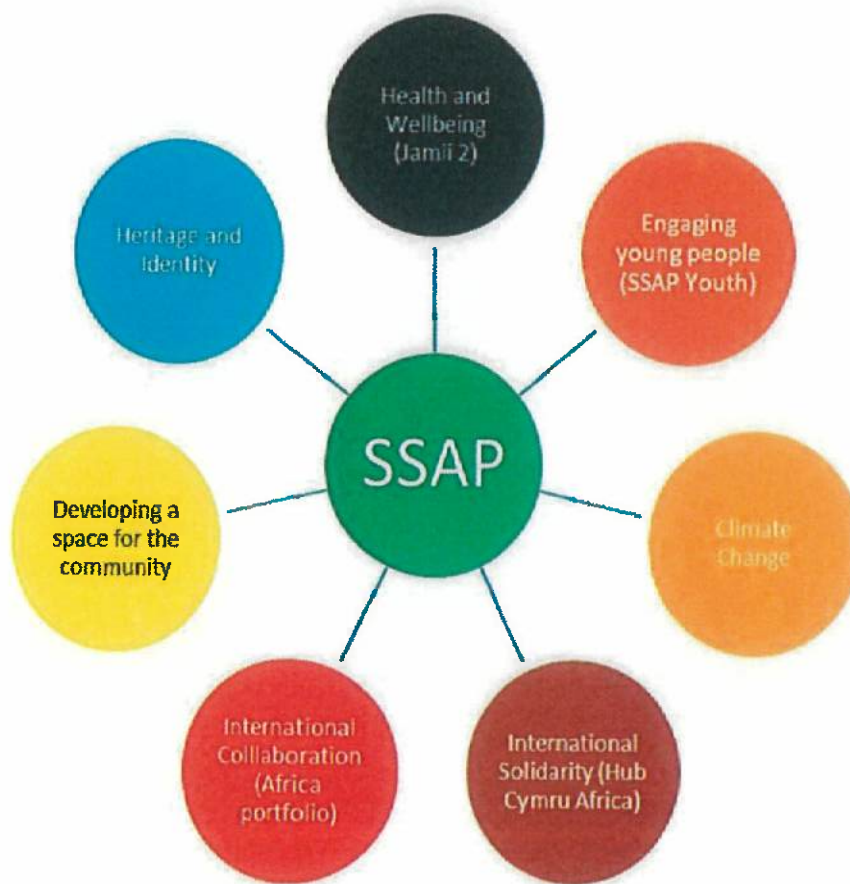 Health and
Wellbeing
(Jamii 2)
Engaging
young people
(SSAP Youth)
Climate
Change
International
Solidarity (Hub
Cymru Africa)
International
Colllaboration
(Africa
portfolio)
Developing a
space for the
community
Heritage and
Identity
SSAP